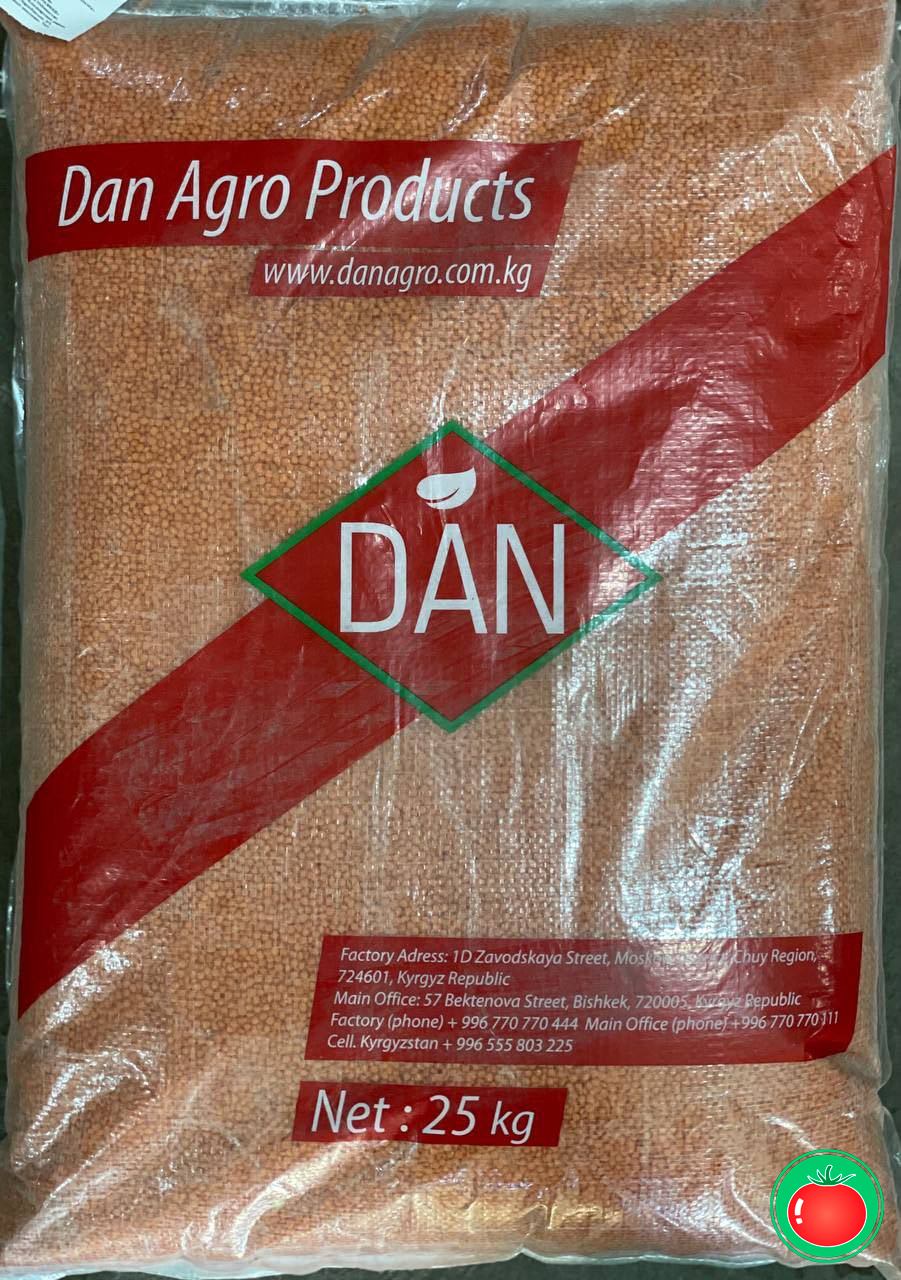 Dan Agro Products
www.danagro.com.kg
DAN
Factory Adress: 1D Zavodskaya Street, Chuy Region,
724601, Kyrgyz Republic
Main Office: 57 Bektenova Street, Bishkek, 720005, Kyrgyz Republic
Factory (phone) + 996 770 770 444 Main Office (phone) +996 770 770 111
Cell. Kyrgyzstan + 996 555 803 225
Net : 25 kg